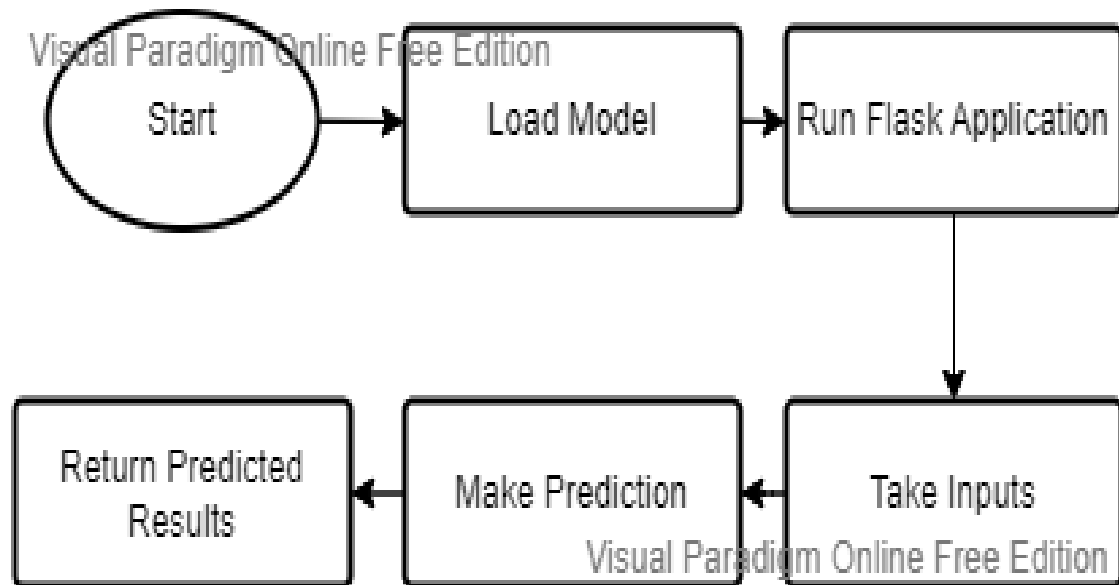 Visual Paradigm Online Free Edition
Start
Load Model
Run Flask Application
Return Predicted
Results
Make Prediction
Take Inputs
Visual Paradigm Online Free Edition